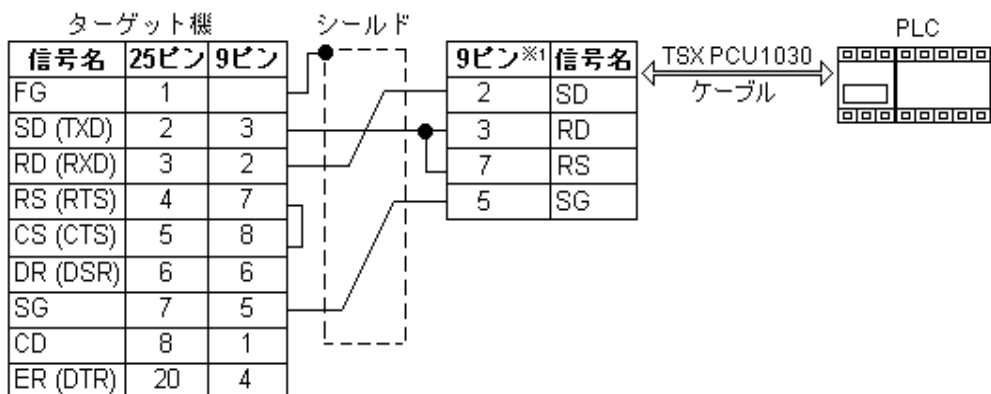 ターゲット機 シールド PLC
信号名 25ピン 9ピン 9ピン※1 信号名 TSX PCU1030
FG 1 2 SD ケーブル
SD (TXD) 2 3 3 RD
RD (RXD) 3 2 7 RS
RS (RTS) 4 7 5 SG
CS (CTS) 5 8
DR (DSR) 6 6
SG 7 5
CD 8 1
ER (DTR) 20 4